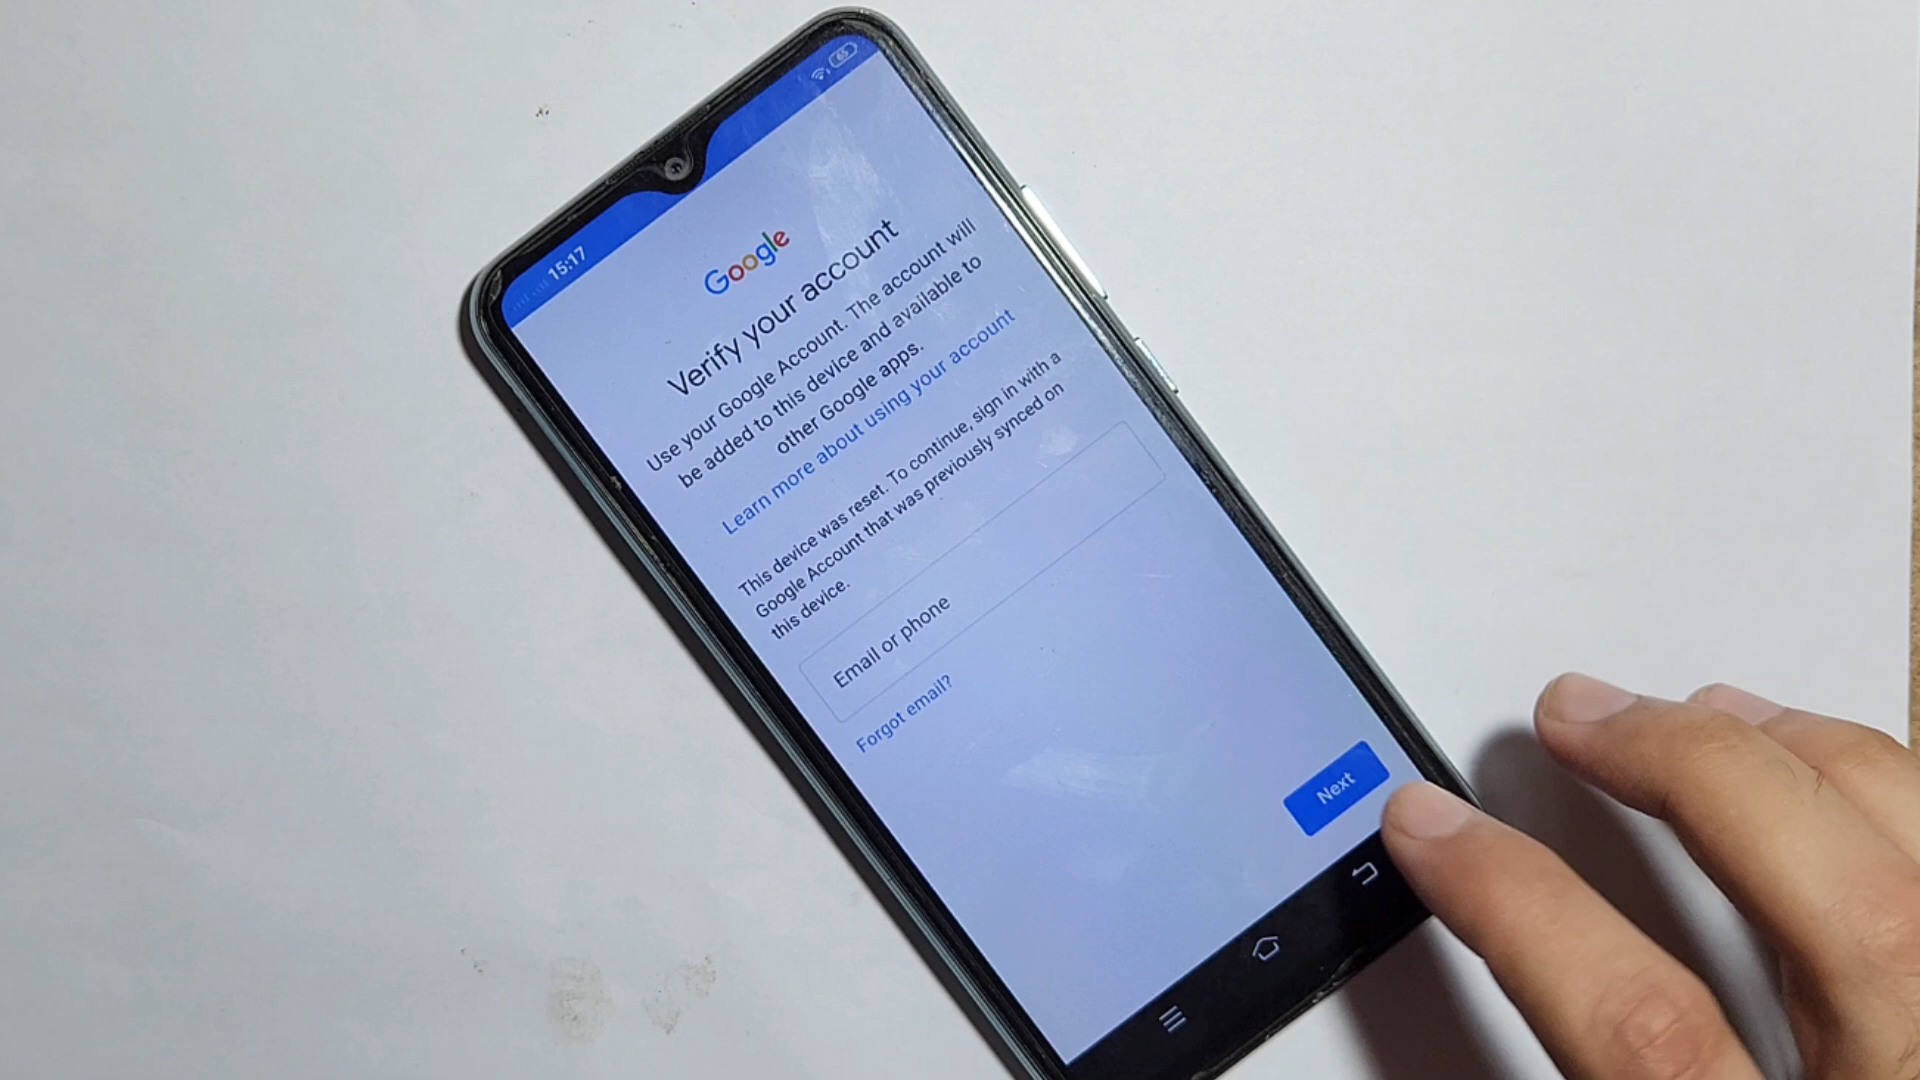 15:17
65
Google
Verify your account
Use your Google Account. The account will
be added to this device and available to
other Google apps.
Learn more about using your account
This device was reset. To continue, sign in with a
Google Account that was previously synced on
this device.
Email or phone
Forgot email?
Next